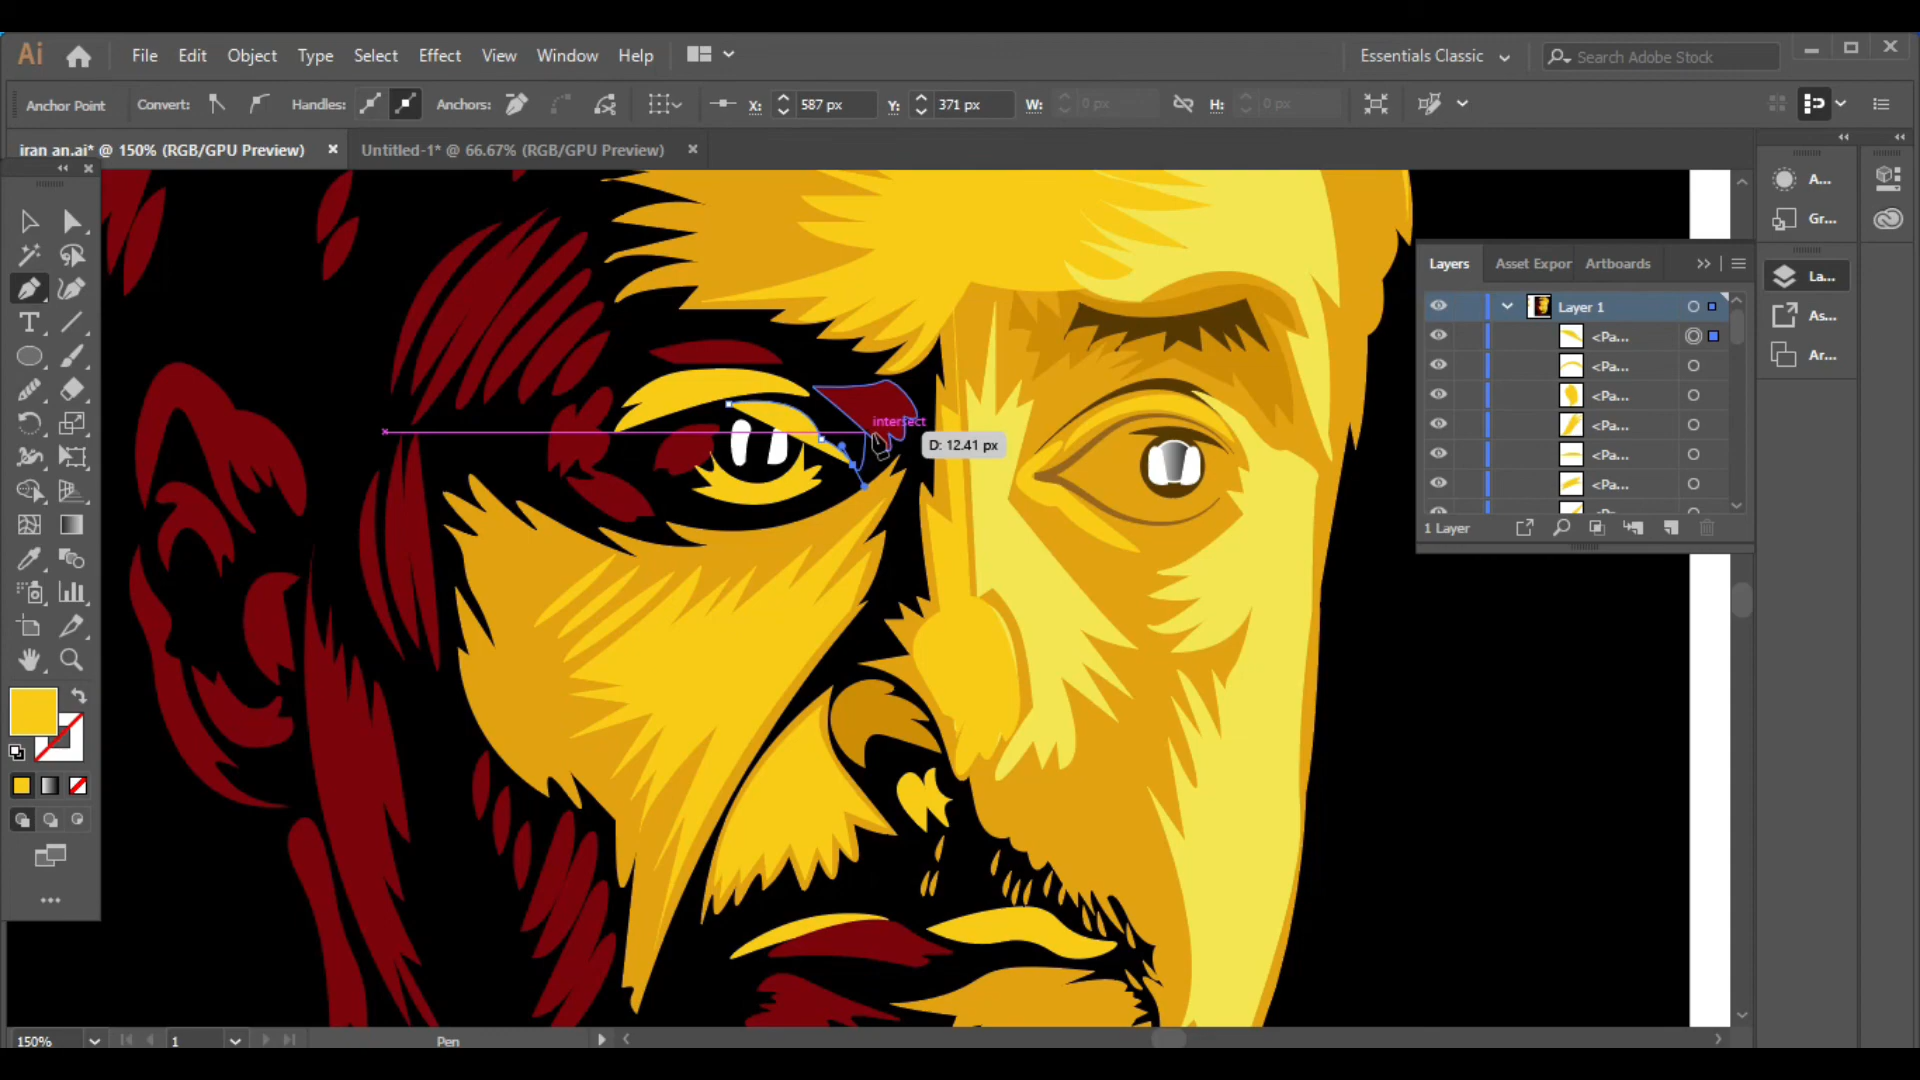 Ai File Edit Object Type Select Effect View Window Help Essentials Classic Search Adobe Stock
Anchor Point Convert: Handles: Anchors: X: 587 px Y: 371 px W: 0 px H: 0 px
iran an.ai* @ 150% (RGB/GPU Preview) Untitled-1* @ 66.67% (RGB/GPU Preview)
A...
Gr...
Layers Asset Expor Artboards
La...
Layer 1
As...
<Pa...
Ar...
<Pa...
<Pa...
<Pa...
<Pa...
<Pa...
1 Layer
intersect
D: 12.41 px
150% 1 Pen